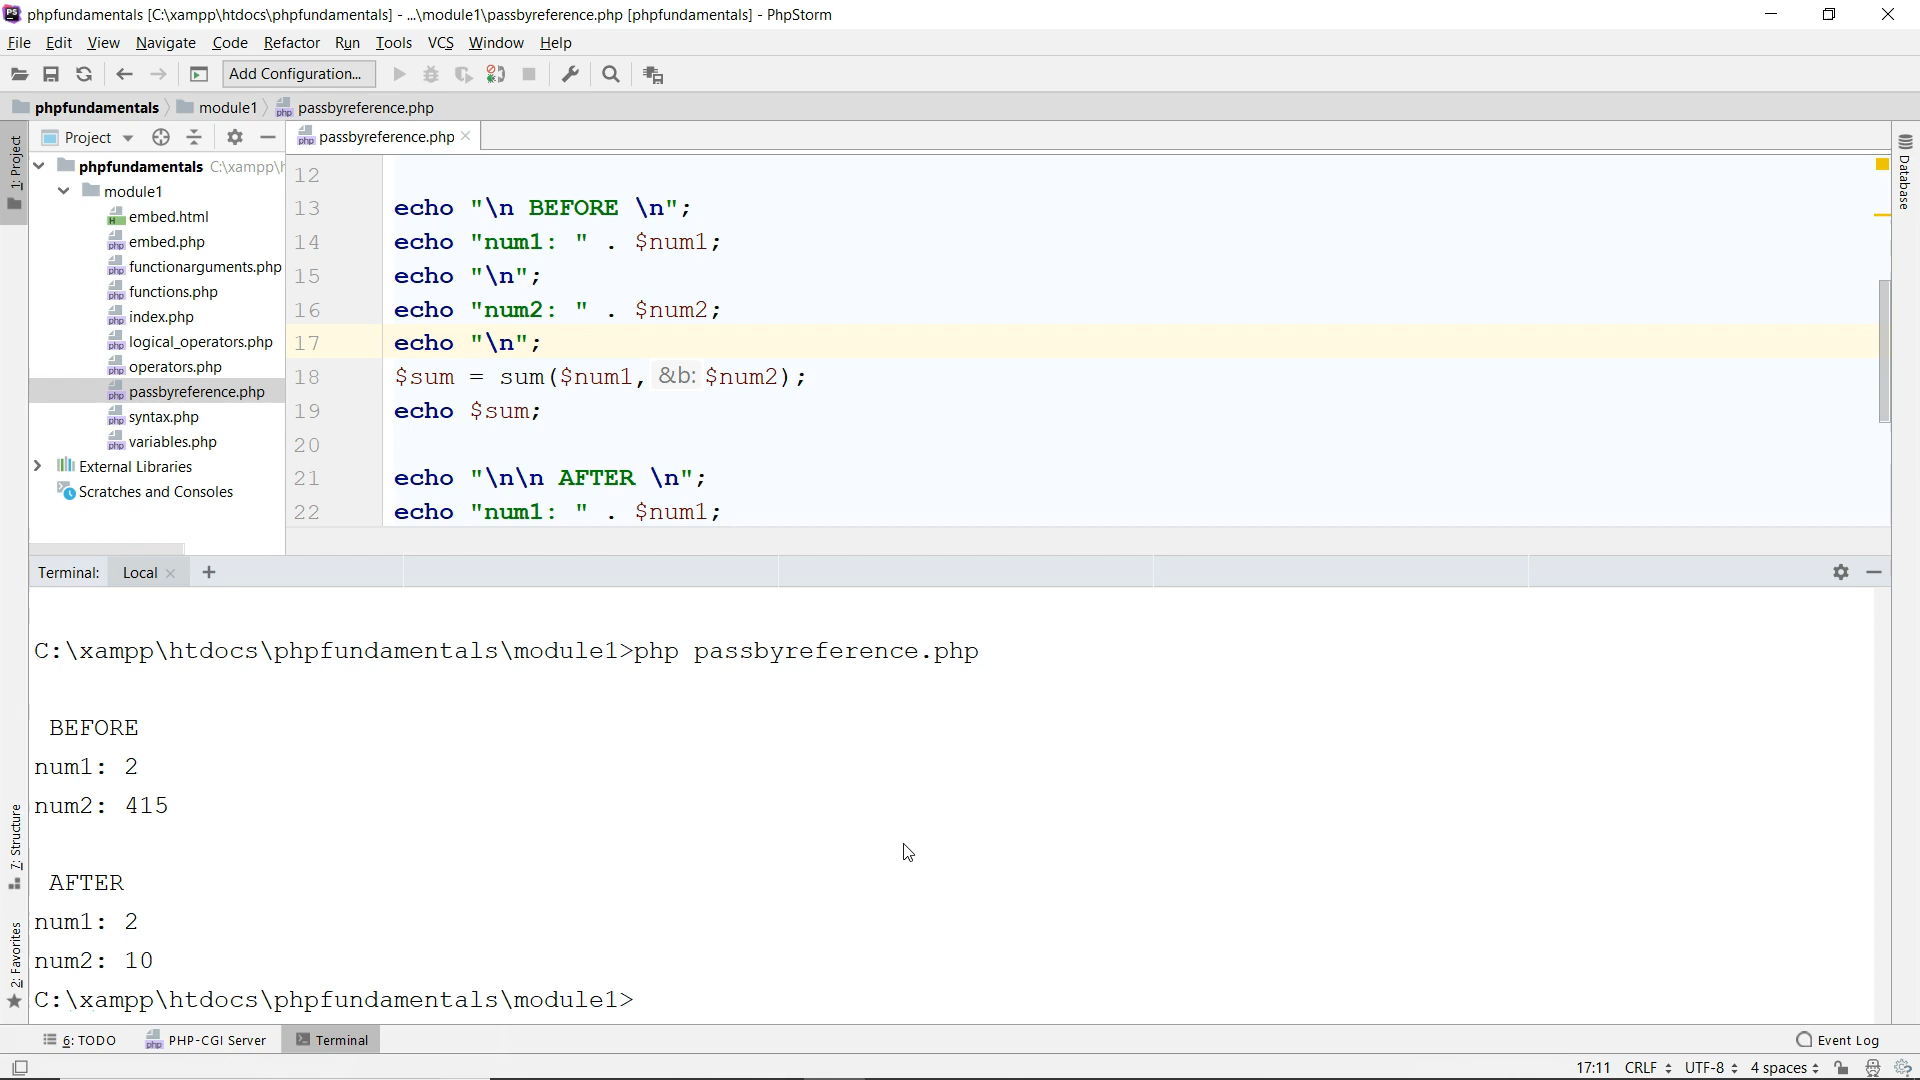 phpfundamentals [C:\xampp\htdocs\phpfundamentals] - ...\module1\passbyreference.php [phpfundamentals] - PhpStorm
File Edit View Navigate Code Refactor Run Tools VCS Window Help
Add Configuration...
phpfundamentals module1 passbyreference.php
1: Project
Project
passbyreference.php
Database
phpfundamentals C:\xampp\h
module1
embed.html
embed.php
functionarguments.php
functions.php
index.php
logical_operators.php
operators.php
passbyreference.php
syntax.php
variables.php
External Libraries
Scratches and Consoles
12
13 echo "\n BEFORE \n";
14 echo "num1: " . $num1;
15 echo "\n";
16 echo "num2: " . $num2;
17 echo "\n";
18 $sum = sum($num1, &b: $num2);
19 echo $sum;
20
21 echo "\n\n AFTER \n";
22 echo "num1: " . $num1;
Terminal: Local +
C:\xampp\htdocs\phpfundamentals\module1>php passbyreference.php
BEFORE
num1: 2
num2: 415
AFTER
num1: 2
num2: 10
C:\xampp\htdocs\phpfundamentals\module1>
7: Structure
2: Favorites
6: TODO PHP-CGI Server Terminal Event Log
17:11 CRLF UTF-8 4 spaces